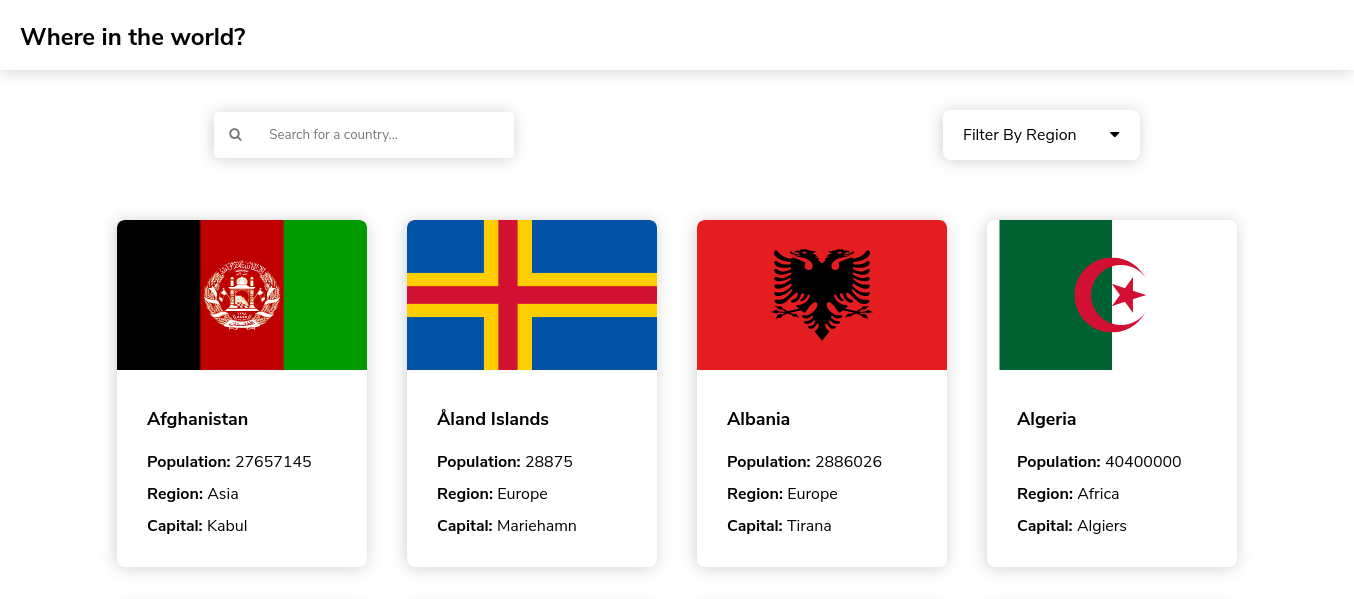 Where in the world?
Search for a country...
Filter By Region
Afghanistan
Population: 27657145
Region: Asia
Capital: Kabul
Åland Islands
Population: 28875
Region: Europe
Capital: Mariehamn
Albania
Population: 2886026
Region: Europe
Capital: Tirana
Algeria
Population: 40400000
Region: Africa
Capital: Algiers